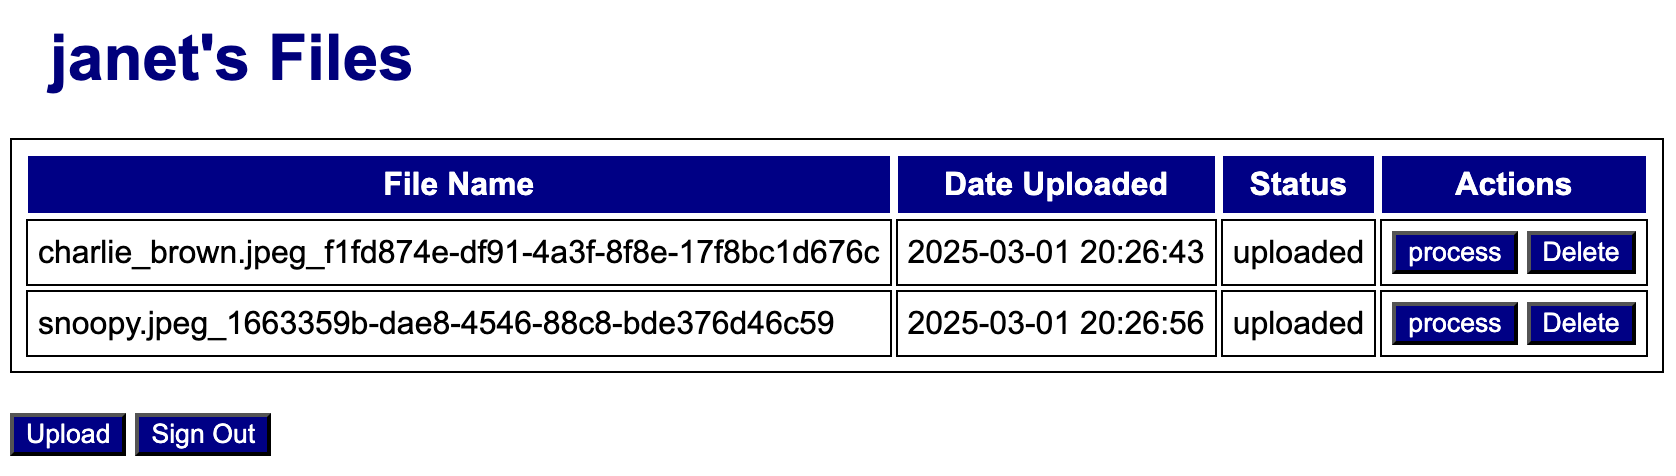 janet's Files
File Name Date Uploaded Status Actions
charlie_brown.jpeg_f1fd874e-df91-4a3f-8f8e-17f8bc1d676c 2025-03-01 20:26:43 uploaded process Delete
snoopy.jpeg_1663359b-dae8-4546-88c8-bde376d46c59 2025-03-01 20:26:56 uploaded process Delete
Upload Sign Out